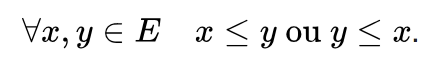 ∀x, y ∈ E x ≤ y ou y ≤ x.